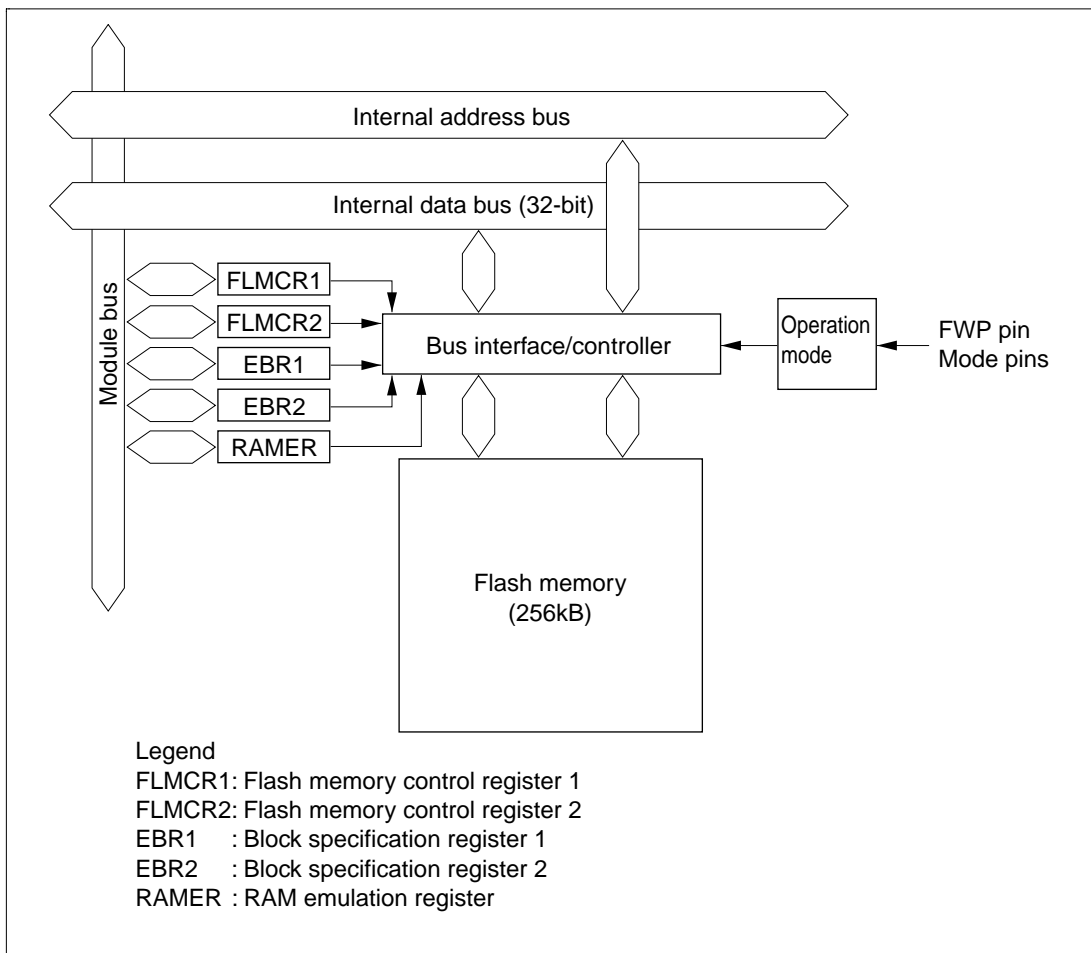 Internal address bus
Internal data bus (32-bit)
Module bus
FLMCR1
FLMCR2
EBR1
EBR2
RAMER
Bus interface/controller
Operation
mode
FWP pin
Mode pins
Flash memory
(256kB)
Legend
FLMCR1: Flash memory control register 1
FLMCR2: Flash memory control register 2
EBR1 : Block specification register 1
EBR2 : Block specification register 2
RAMER : RAM emulation register